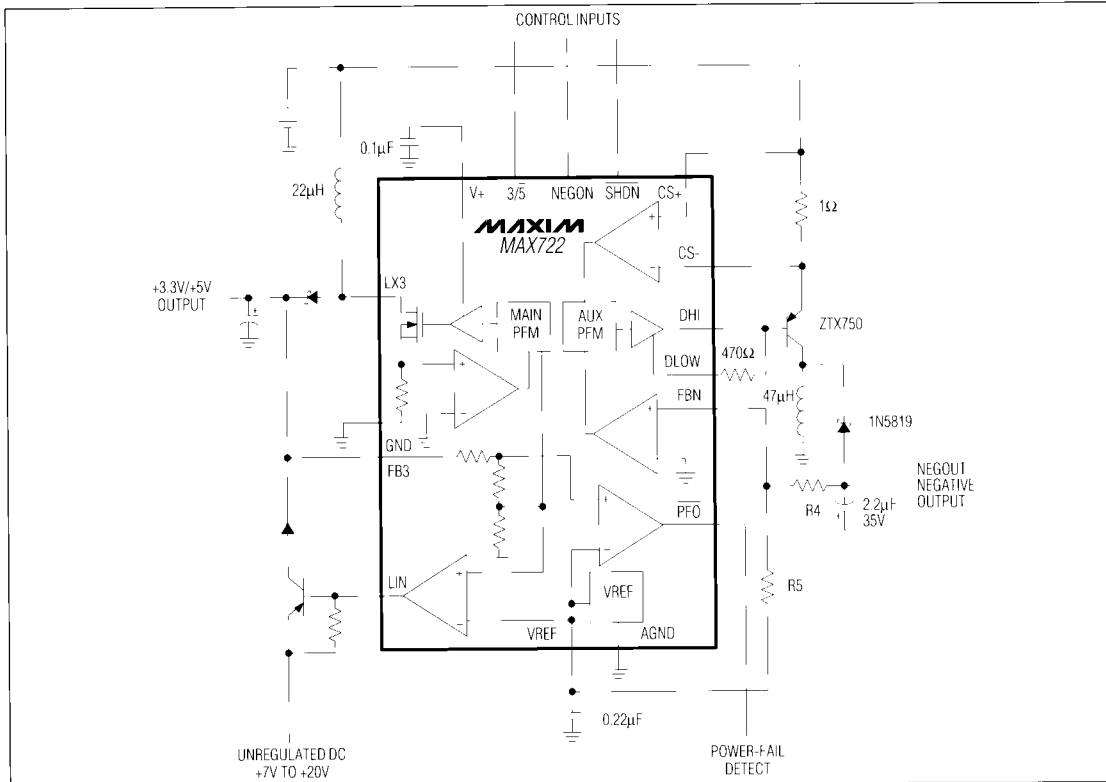 CONTROL INPUTS
0.1µF
22µH
V+
3/5̅
NEGON
S̅H̅D̅N̅
CS+
1Ω
MAXIM
MAX722
CS-
+3.3V/+5V
OUTPUT
LX3
MAIN
PFM
AUX
PFM
DHI
ZTX750
DLOW
470Ω
47µH
FBN
1N5819
GND
FB3
NEGOUT
NEGATIVE
OUTPUT
R4
2.2µF
35V
P̅F̅O̅
R5
LIN
VREF
VREF
AGND
0.22µF
UNREGULATED DC
+7V TO +20V
POWER-FAIL
DETECT